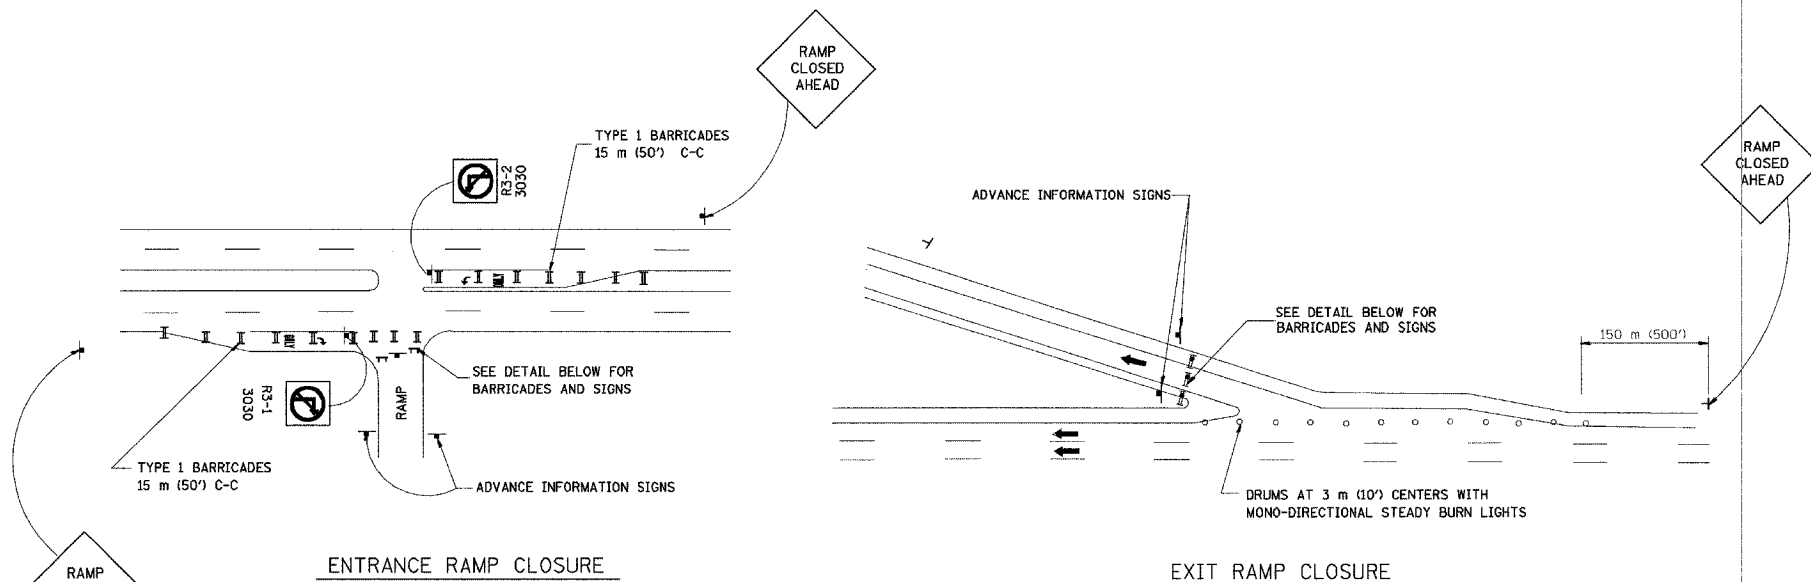 RAMP
CLOSED
AHEAD
TYPE 1 BARRICADES
15 m (50') C-C
R3-2
3030
SEE DETAIL BELOW FOR
BARRICADES AND SIGNS
R3-1
3030
RAMP
ONLY
ONLY
TYPE 1 BARRICADES
15 m (50') C-C
ADVANCE INFORMATION SIGNS
RAMP
ENTRANCE RAMP CLOSURE
RAMP
CLOSED
AHEAD
ADVANCE INFORMATION SIGNS
SEE DETAIL BELOW FOR
BARRICADES AND SIGNS
150 m (500')
DRUMS AT 3 m (10') CENTERS WITH
MONO-DIRECTIONAL STEADY BURN LIGHTS
EXIT RAMP CLOSURE